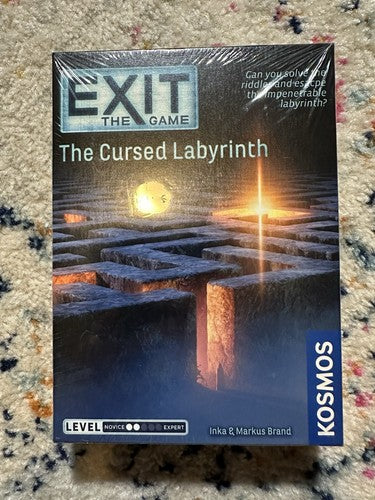 EXIT
THE GAME
Can you solve the
riddles and escape
the impenetrable
labyrinth?
The Cursed Labyrinth
KOSMOS
LEVEL NOVICE EXPERT
Inka & Markus Brand